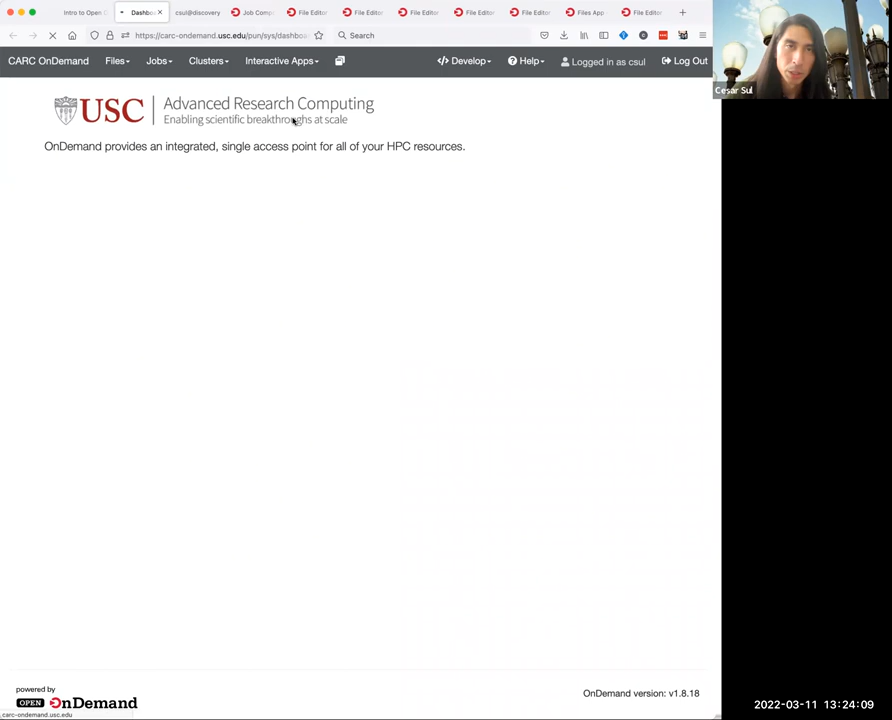 Intro to Open O
Dashbo
csul@discovery
Job Compo
File Editor
File Editor
File Editor
File Editor
File Editor
Files App
File Editor
https://carc-ondemand.usc.edu/pun/sys/dashboa
Search
CARC OnDemand
Files
Jobs
Clusters
Interactive Apps
</> Develop
Help
Logged in as csul
Log Out
Cesar Sul
USC
Advanced Research Computing
Enabling scientific breakthroughs at scale
OnDemand provides an integrated, single access point for all of your HPC resources.
powered by
OPEN OnDemand
OnDemand version: v1.8.18
carc-ondemand.usc.edu
2022-03-11 13:24:09